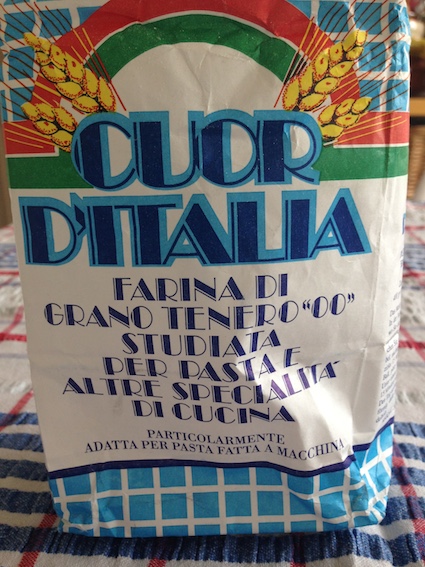 CUOR
D'ITALIA
FARINA DI
GRANO TENERO "OO"
STUDIATA
PER PASTA E
ALTRE SPECIALITA'
DI CUCINA
PARTICOLARMENTE
ADATTA PER PASTA FATTA A MACCHINA